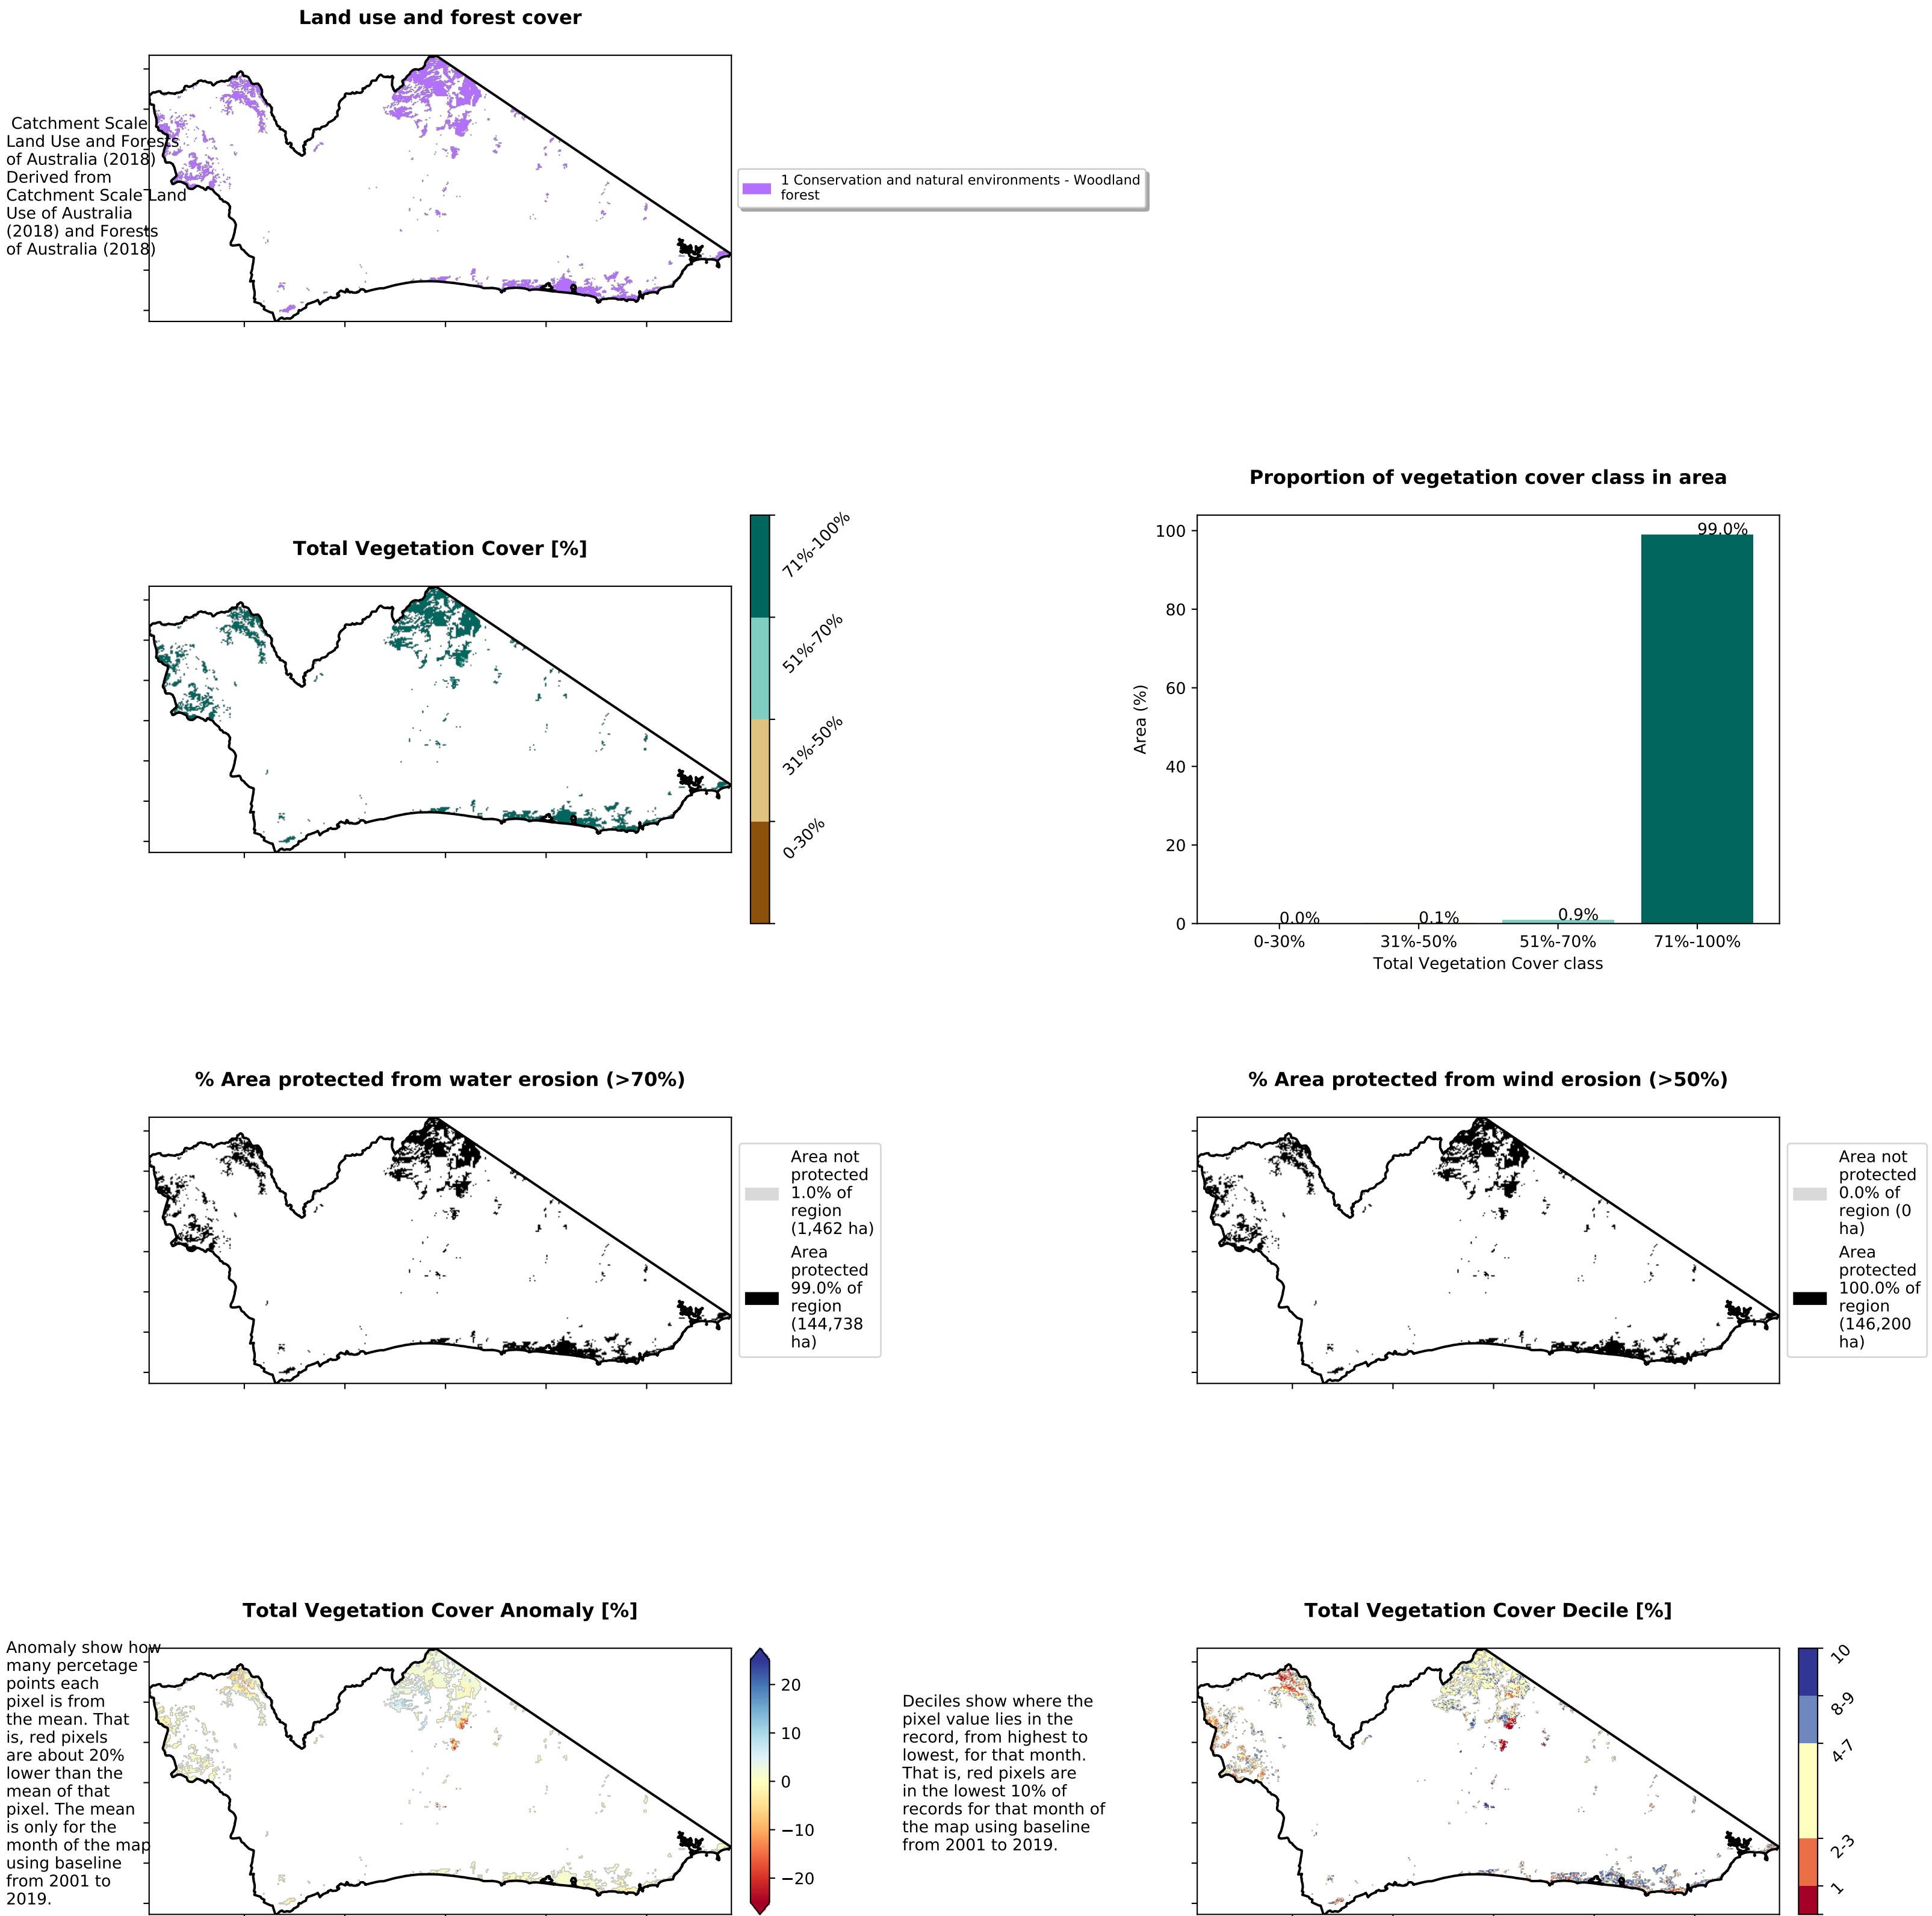 Land use and forest cover
Catchment Scale
Land Use and Forests
of Australia (2018)
Derived from
Catchment Scale Land
Use of Australia
(2018) and Forests
of Australia (2018)
1 Conservation and natural environments - Woodland
forest
Total Vegetation Cover [%]
71%-100%
51%-70%
31%-50%
0-30%
Proportion of vegetation cover class in area
100
80
60
40
20
0
Area (%)
0.0%
0.1%
0.9%
99.0%
0-30%
31%-50%
51%-70%
71%-100%
Total Vegetation Cover class
% Area protected from water erosion (>70%)
Area not
protected
1.0% of
region
(1,462 ha)
Area
protected
99.0% of
region
(144,738
ha)
% Area protected from wind erosion (>50%)
Area not
protected
0.0% of
region (0
ha)
Area
protected
100.0% of
region
(146,200
ha)
Total Vegetation Cover Anomaly [%]
Anomaly show how
many percetage
points each
pixel is from
the mean. That
is, red pixels
are about 20%
lower than the
mean of that
pixel. The mean
is only for the
month of the map
using baseline
from 2001 to
2019.
20
10
0
−10
−20
Total Vegetation Cover Decile [%]
Deciles show where the
pixel value lies in the
record, from highest to
lowest, for that month.
That is, red pixels are
in the lowest 10% of
records for that month of
the map using baseline
from 2001 to 2019.
10
8-9
4-7
2-3
1